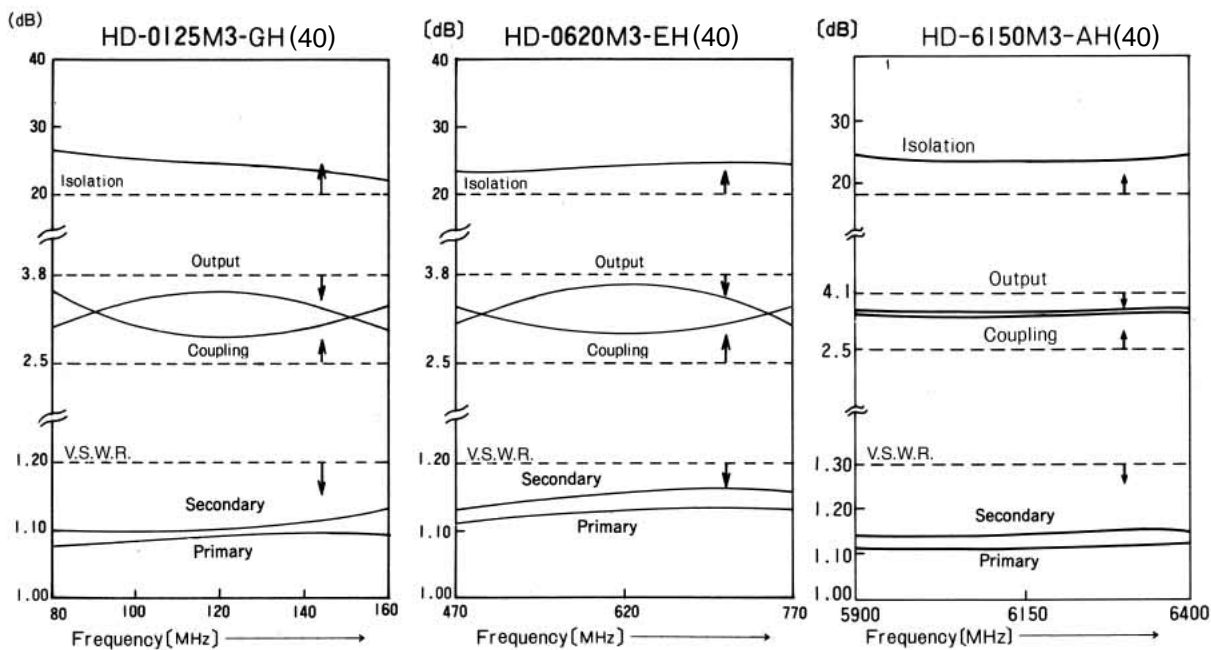 (dB)
HD-0125M3-GH(40)
40
30
Isolation
20
Output
3.8
Coupling
2.5
V.S.W.R.
1.20
Secondary
1.10
Primary
1.00
80 100 120 140 160
Frequency(MHz)
(dB)
HD-0620M3-EH(40)
40
30
Isolation
20
Output
3.8
Coupling
2.5
V.S.W.R.
1.20
Secondary
1.10
Primary
1.00
470 620 770
Frequency(MHz)
(dB)
HD-6150M3-AH(40)
30
Isolation
20
Output
4.1
Coupling
2.5
V.S.W.R.
1.30
1.20
Secondary
1.10
Primary
1.00
5900 6150 6400
Frequency(MHz)